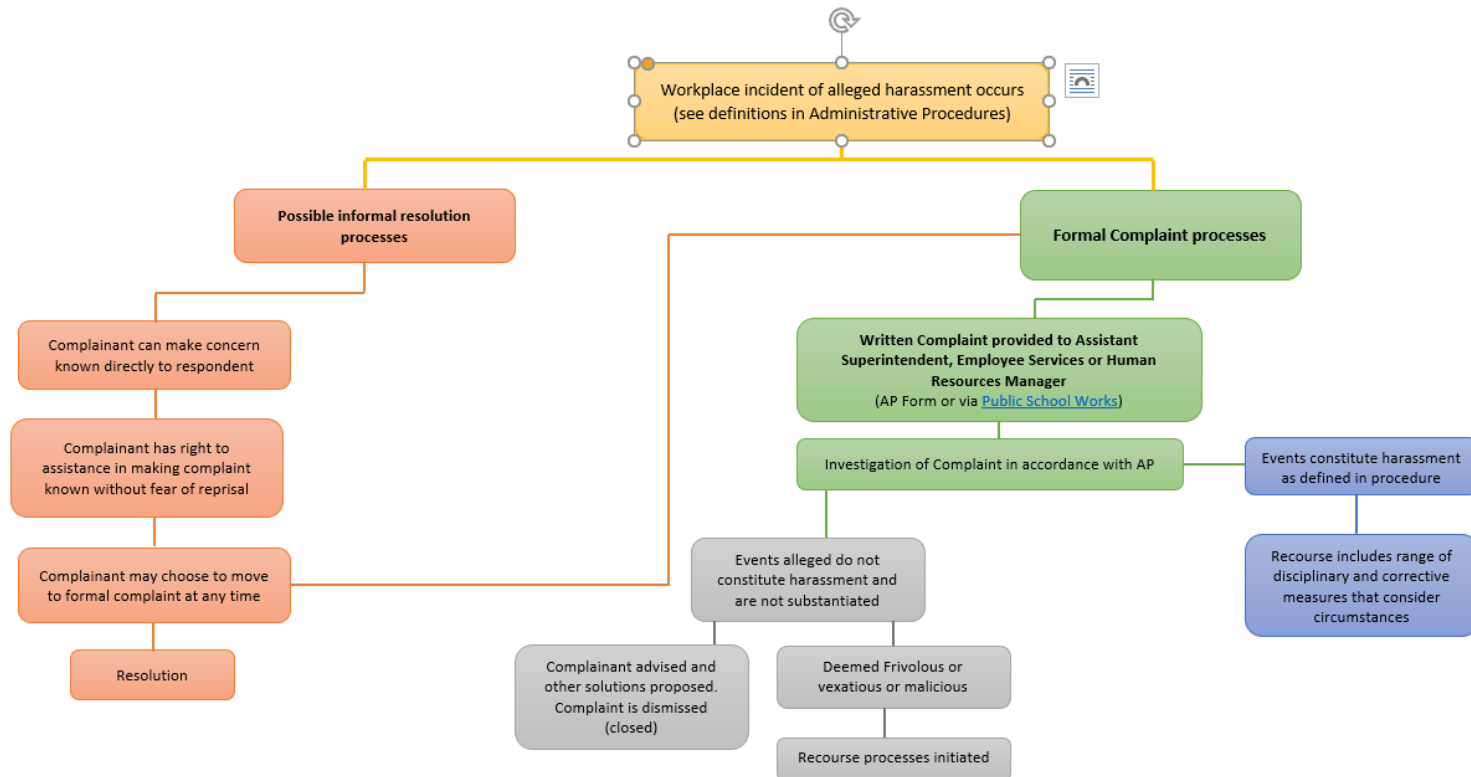 Workplace incident of alleged harassment occurs
(see definitions in Administrative Procedures)
Possible informal resolution
processes
Formal Complaint processes
Complainant can make concern
known directly to respondent
Complainant has right to
assistance in making complaint
known without fear of reprisal
Complainant may choose to move
to formal complaint at any time
Resolution
Written Complaint provided to Assistant
Superintendent, Employee Services or Human
Resources Manager
(AP Form or via Public School Works)
Investigation of Complaint in accordance with AP
Events constitute harassment
as defined in procedure
Recourse includes range of
disciplinary and corrective
measures that consider
circumstances
Events alleged do not
constitute harassment and
are not substantiated
Complainant advised and
other solutions proposed.
Complaint is dismissed
(closed)
Deemed Frivolous or
vexatious or malicious
Recourse processes initiated